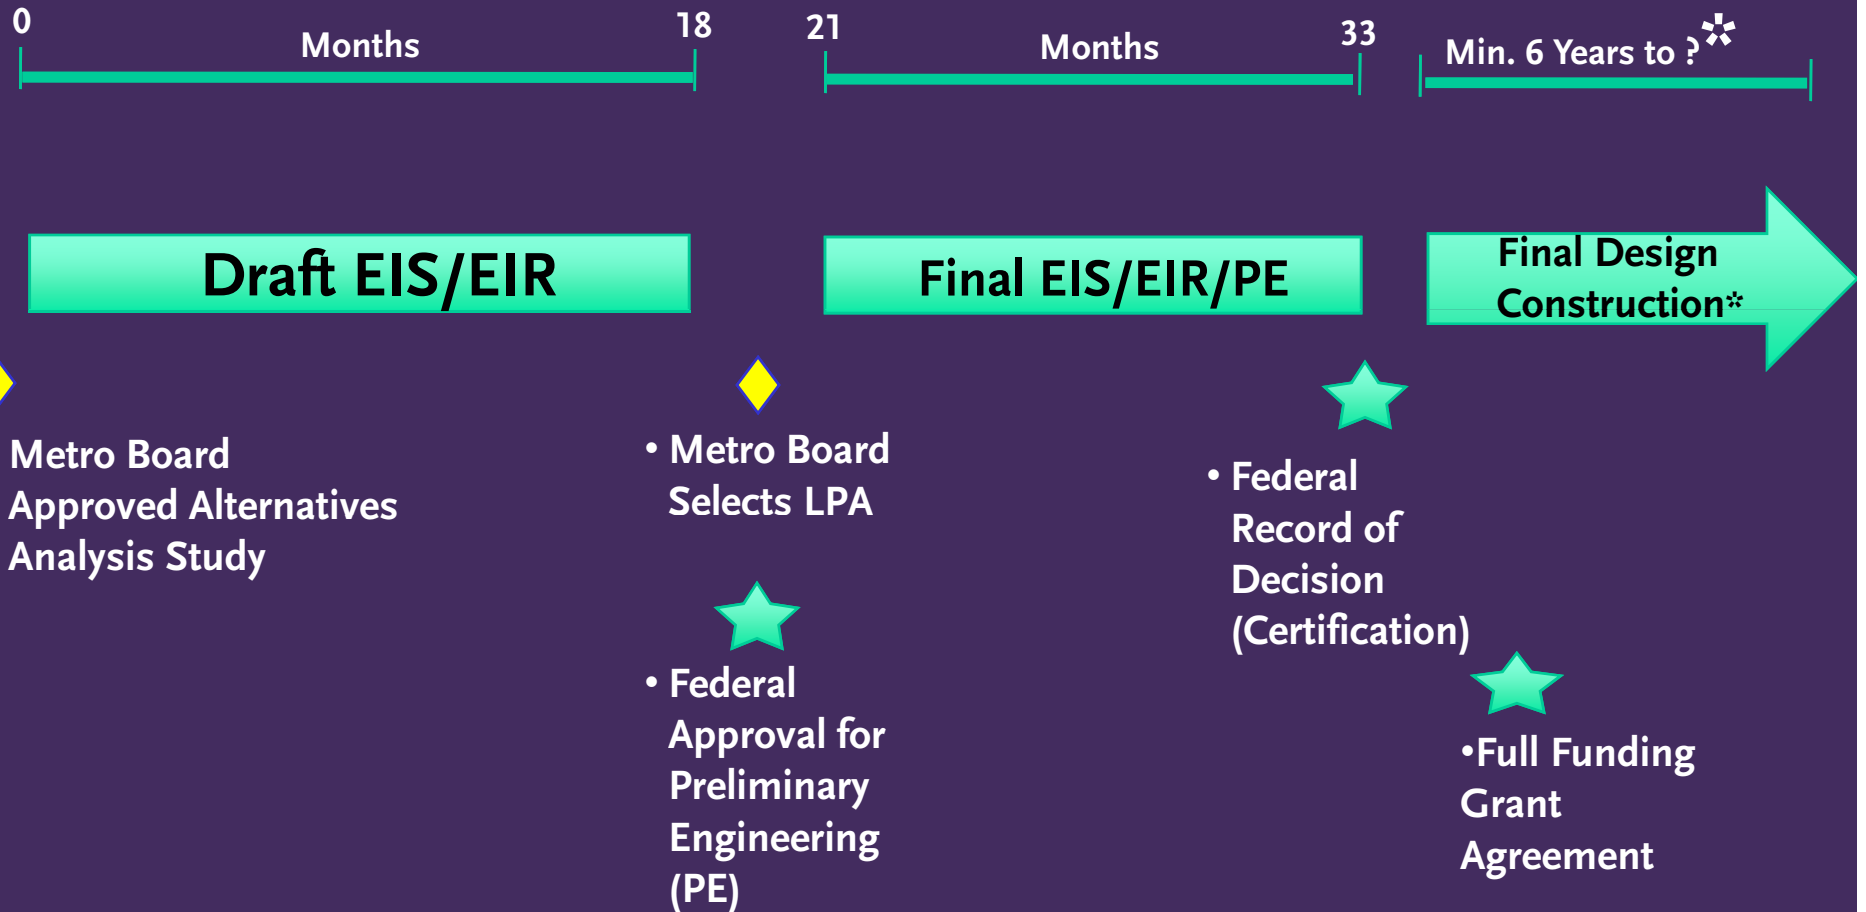 0
Months
18
21
Months
33
Min. 6 Years to ?*
Draft EIS/EIR
Final EIS/EIR/PE
Final Design
Construction*
Metro Board
Approved Alternatives
Analysis Study
• Metro Board
Selects LPA
• Federal
Approval for
Preliminary
Engineering
(PE)
• Federal
Record of
Decision
(Certification)
•Full Funding
Grant
Agreement